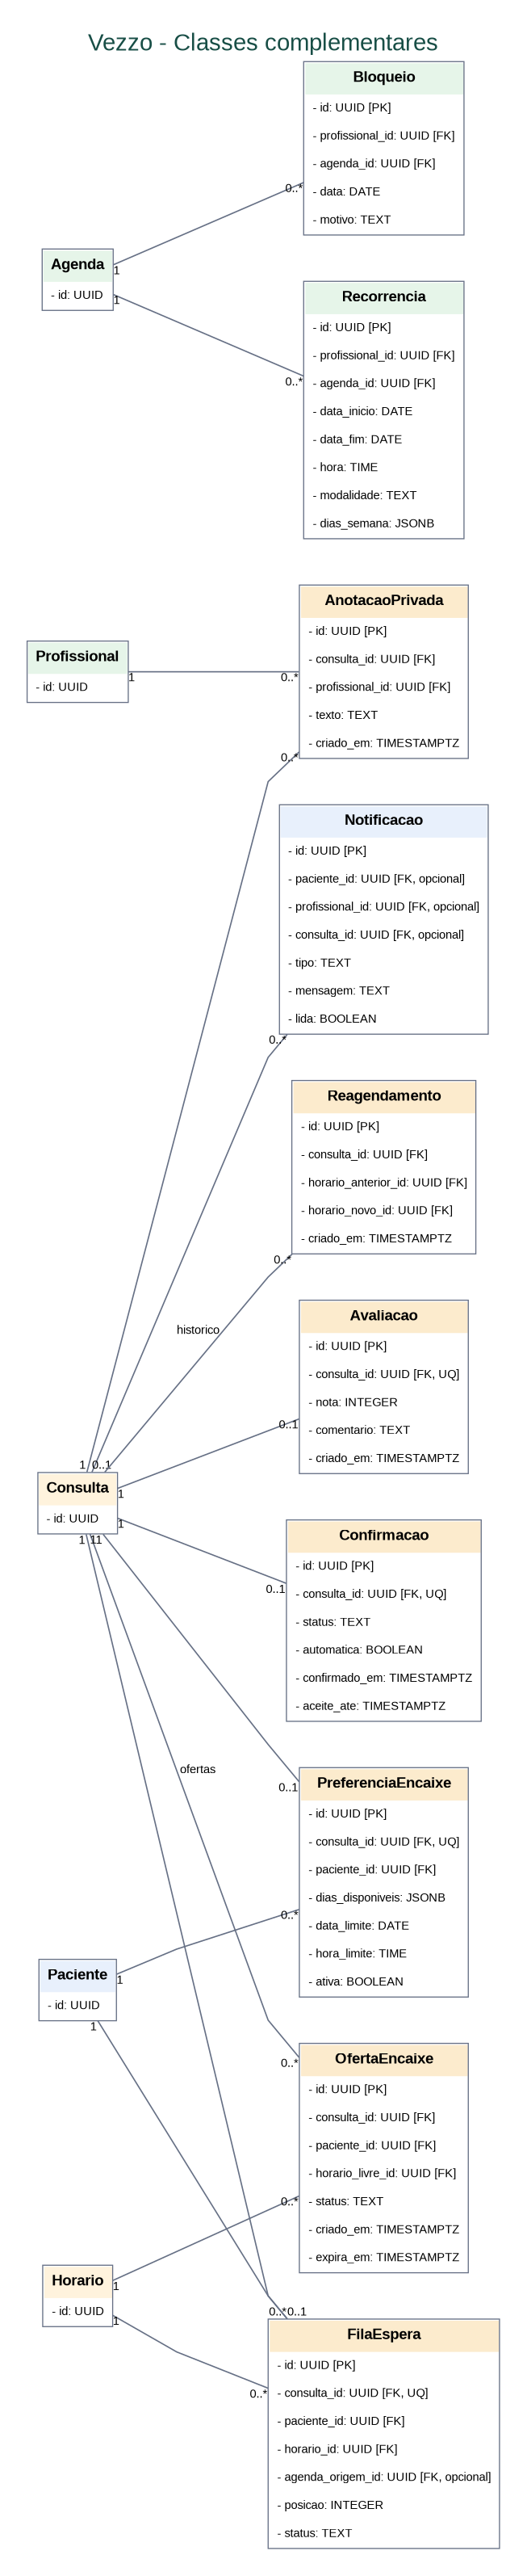 Vezzo - Classes complementares
Bloqueio
- id: UUID [PK]
- profissional_id: UUID [FK]
- agenda_id: UUID [FK]
- data: DATE
- motivo: TEXT
0..*
Agenda
- id: UUID
1
1
Recorrencia
- id: UUID [PK]
- profissional_id: UUID [FK]
- agenda_id: UUID [FK]
- data_inicio: DATE
- data_fim: DATE
- hora: TIME
- modalidade: TEXT
- dias_semana: JSONB
0..*
AnotacaoPrivada
- id: UUID [PK]
- consulta_id: UUID [FK]
- profissional_id: UUID [FK]
- texto: TEXT
- criado_em: TIMESTAMPTZ
Profissional
- id: UUID
1
0..*
0..*
Notificacao
- id: UUID [PK]
- paciente_id: UUID [FK, opcional]
- profissional_id: UUID [FK, opcional]
- consulta_id: UUID [FK, opcional]
- tipo: TEXT
- mensagem: TEXT
- lida: BOOLEAN
0..*
Reagendamento
- id: UUID [PK]
- consulta_id: UUID [FK]
- horario_anterior_id: UUID [FK]
- horario_novo_id: UUID [FK]
- criado_em: TIMESTAMPTZ
0..*
historico
Avaliacao
- id: UUID [PK]
- consulta_id: UUID [FK, UQ]
- nota: INTEGER
- comentario: TEXT
- criado_em: TIMESTAMPTZ
0..1
1
0..1
Consulta
- id: UUID
1
1
1
11
Confirmacao
- id: UUID [PK]
- consulta_id: UUID [FK, UQ]
- status: TEXT
- automatica: BOOLEAN
- confirmado_em: TIMESTAMPTZ
- aceite_ate: TIMESTAMPTZ
0..1
ofertas
PreferenciaEncaixe
- id: UUID [PK]
- consulta_id: UUID [FK, UQ]
- paciente_id: UUID [FK]
- dias_disponiveis: JSONB
- data_limite: DATE
- hora_limite: TIME
- ativa: BOOLEAN
0..1
0..*
Paciente
- id: UUID
1
1
OfertaEncaixe
- id: UUID [PK]
- consulta_id: UUID [FK]
- paciente_id: UUID [FK]
- horario_livre_id: UUID [FK]
- status: TEXT
- criado_em: TIMESTAMPTZ
- expira_em: TIMESTAMPTZ
0..*
0..*
Horario
- id: UUID
1
1
0..*
0..1
FilaEspera
- id: UUID [PK]
- consulta_id: UUID [FK, UQ]
- paciente_id: UUID [FK]
- horario_id: UUID [FK]
- agenda_origem_id: UUID [FK, opcional]
- posicao: INTEGER
- status: TEXT
0..*